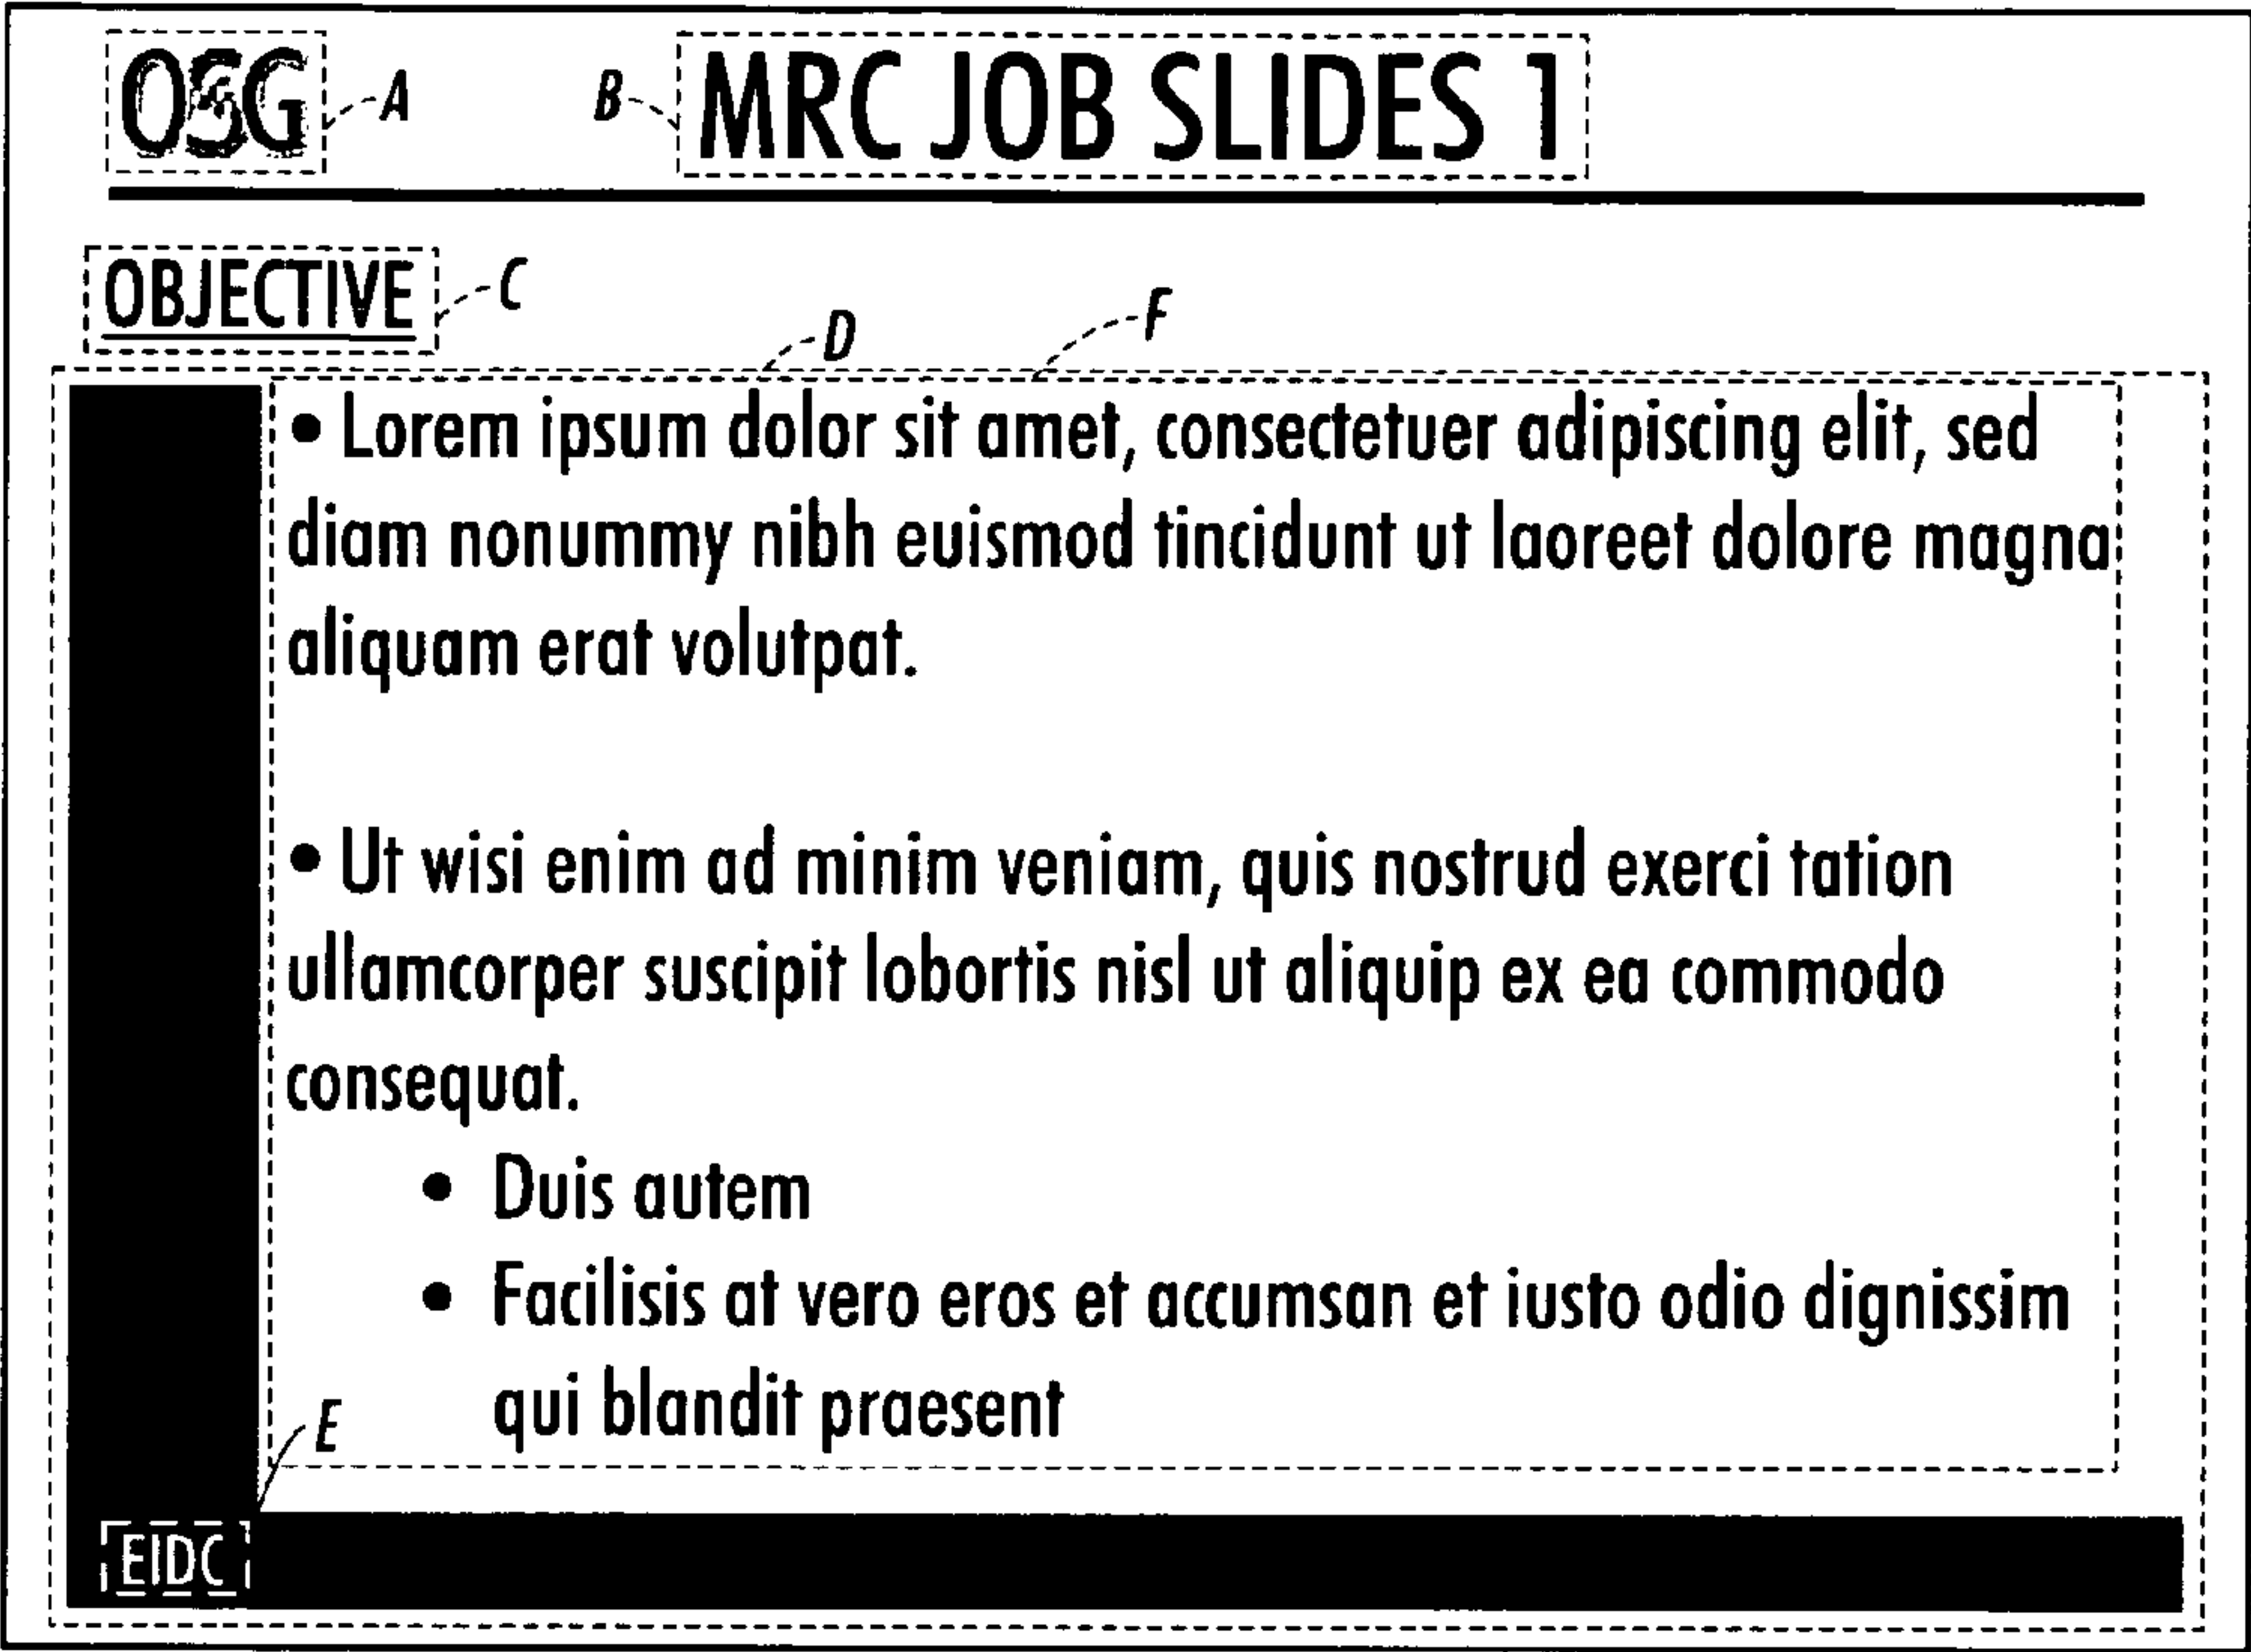 OSG
A
B
MRC JOB SLIDES 1
OBJECTIVE
C
D
F
• Lorem ipsum dolor sit amet, consectetuer adipiscing elit, sed
diam nonummy nibh euismod tincidunt ut laoreet dolore magna
aliquam erat volutpat.
• Ut wisi enim ad minim veniam, quis nostrud exerci tation
ullamcorper suscipit lobortis nisl ut aliquip ex ea commodo
consequat.
• Duis autem
• Facilisis at vero eros et accumsan et iusto odio dignissim
qui blandit praesent
E
EIDC